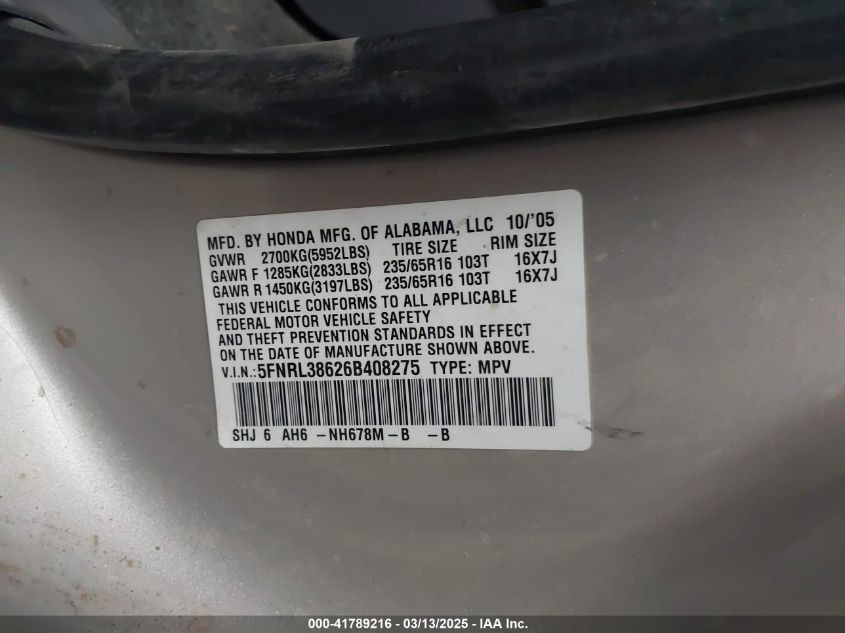 MFD. BY HONDA MFG. OF ALABAMA, LLC 10/'05
GVWR 2700KG(5952LBS) TIRE SIZE RIM SIZE
GAWR F 1285KG(2833LBS) 235/65R16 103T 16X7J
GAWR R 1450KG(3197LBS) 235/65R16 103T 16X7J
THIS VEHICLE CONFORMS TO ALL APPLICABLE
FEDERAL MOTOR VEHICLE SAFETY
AND THEFT PREVENTION STANDARDS IN EFFECT
ON THE DATE OF MANUFACTURE SHOWN ABOVE.
V.I.N.:5FNRL38626B408275 TYPE: MPV
SHJ 6 AH6 -NH678M-B -B
000-41789216 - 03/13/2025 - IAA Inc.